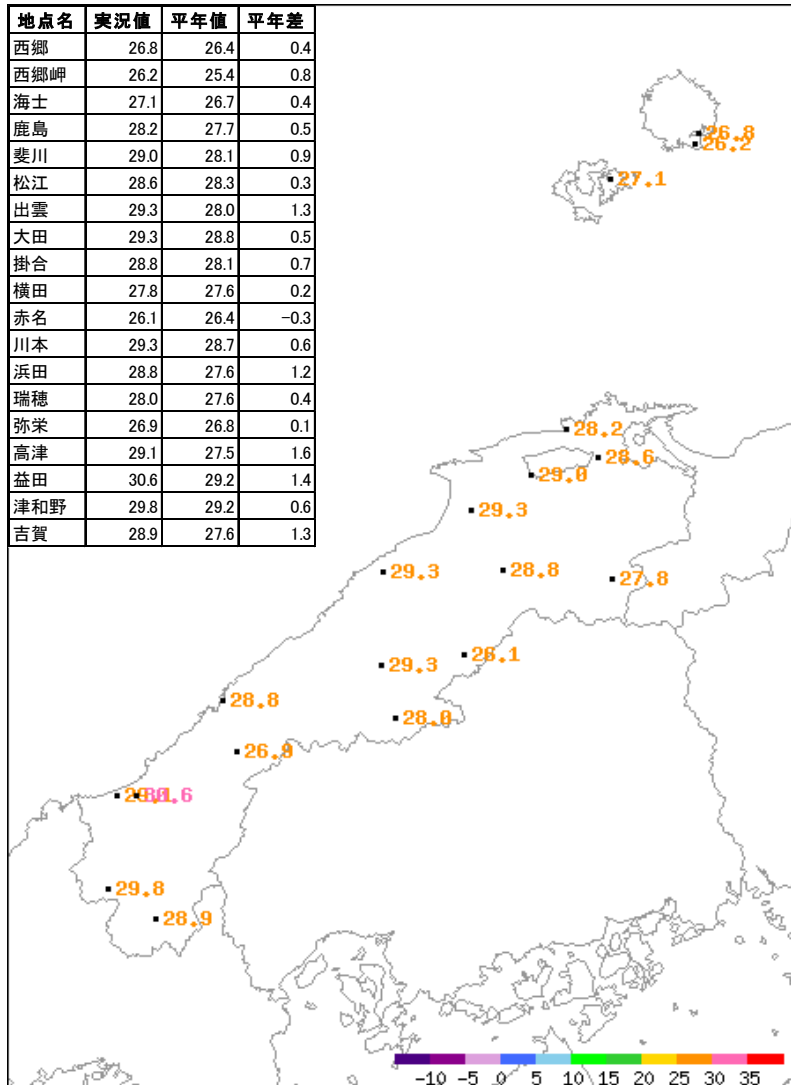 地点名 実況値 平年値 平年差
西郷 26.8 26.4 0.4
西郷岬 26.2 25.4 0.8
海士 27.1 26.7 0.4
鹿島 28.2 27.7 0.5
斐川 29.0 28.1 0.9
松江 28.6 28.3 0.3
出雲 29.3 28.0 1.3
大田 29.3 28.8 0.5
掛合 28.8 28.1 0.7
横田 27.8 27.6 0.2
赤名 26.1 26.4 −0.3
川本 29.3 28.7 0.6
浜田 28.8 27.6 1.2
瑞穂 28.0 27.6 0.4
弥栄 26.9 26.8 0.1
高津 29.1 27.5 1.6
益田 30.6 29.2 1.4
津和野 29.8 29.2 0.6
吉賀 28.9 27.6 1.3
26.8
26.2
27.1
28.2
28.6
29.0
29.3
29.3
28.8
27.8
26.1
29.3
28.8
28.0
26.9
29.1
30.6
29.8
28.9
−10 −5 0 5 10 15 20 25 30 35